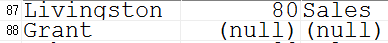 87 Livingston 80 Sales
88 Grant (null) (null)